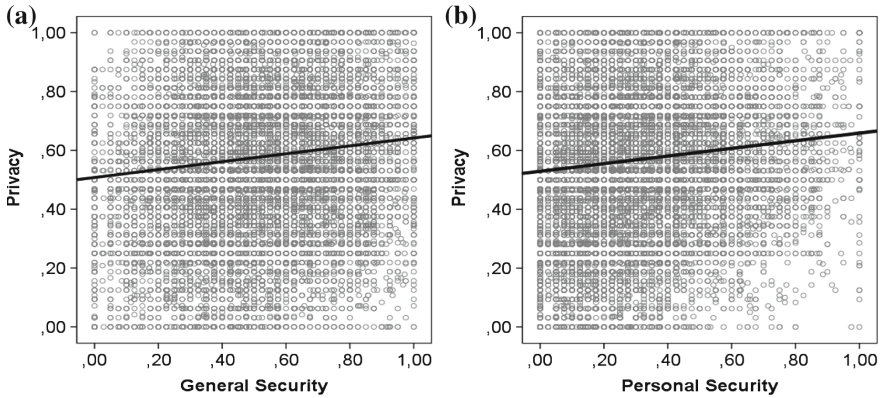 (a)
1,00
,80
,60
,40
,20
,00
Privacy
,00 ,20 ,40 ,60 ,80 1,00
General Security
(b)
1,00
,80
,60
,40
,20
,00
Privacy
,00 ,20 ,40 ,60 ,80 1,00
Personal Security